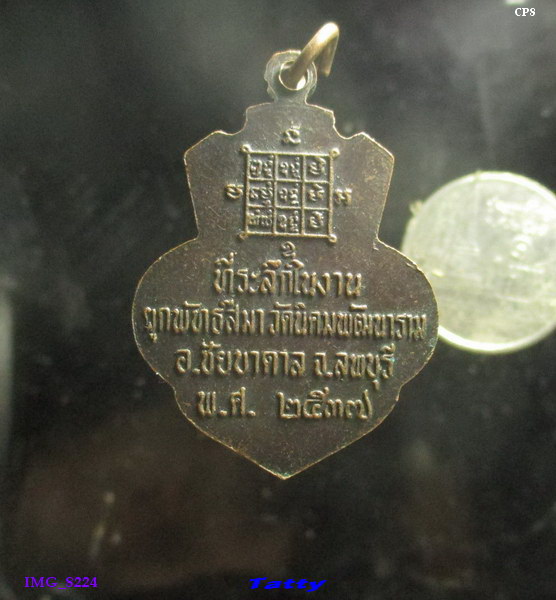 CP8
ที่ระลึกในงาน
ผูกพัทธสีมา วัดนิคมพัฒนาราม
อ.ชัยบาดาล จ.ลพบุรี
พ.ศ. ๒๕๓๗
IMG_S224
Tatty